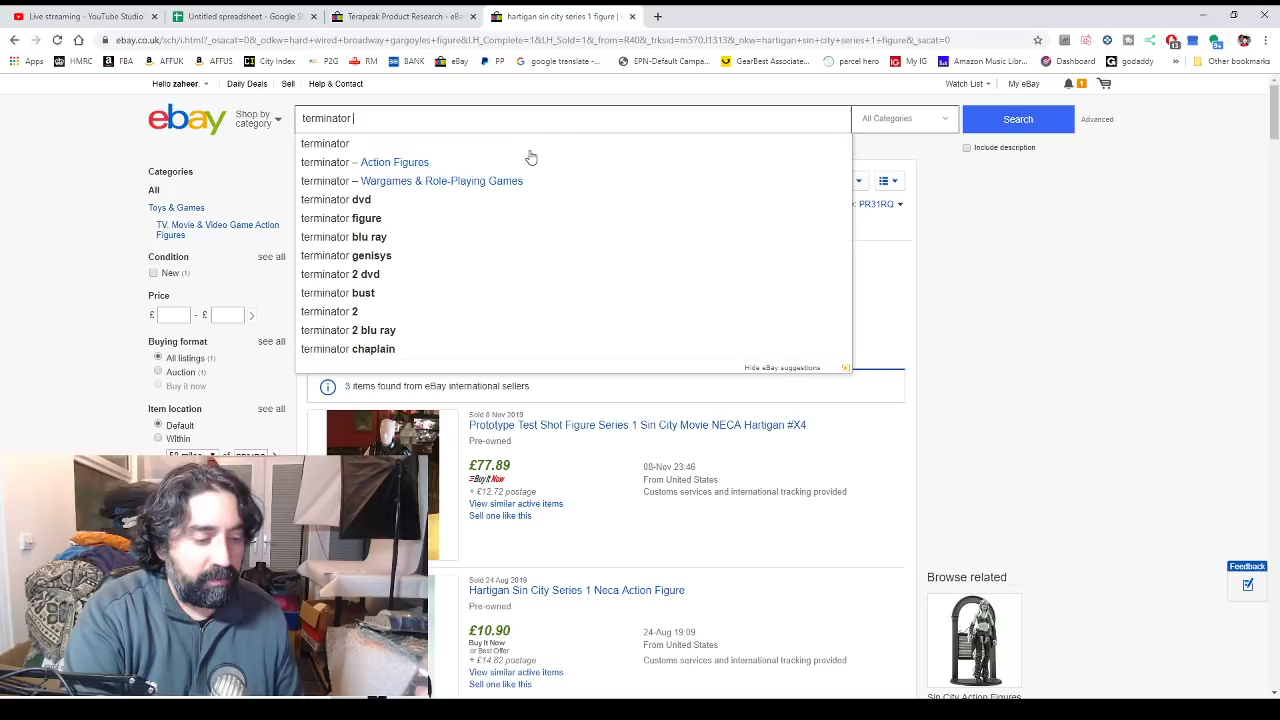 Live streaming - YouTube Studio
Untitled spreadsheet - Google S
Terapeak Product Research - eB
hartigan sin city series 1 figure |
ebay.co.uk/sch/i.html?_osacat=0&_odkw=hard+wired+broadway+gargoyles+figure&LH_Complete=1&LH_Sold=1&_from=R40&_trksid=m570.l1313&_nkw=hartigan+sin+city+series+1+figure&_sacat=0
Apps
HMRC
FBA
AFFUK
AFFUS
City Index
P2G
RM
BANK
eBay
PP
google translate -...
EPN-Default Campa...
GearBest Associate...
parcel hero
My IG
Amazon Music Libr...
Dashboard
godaddy
Other bookmarks
Hello zaheer.
Daily Deals
Sell
Help & Contact
Watch List
My eBay
1
ebay
Shop by category
terminator
All Categories
Search
Advanced
Include description
terminator
terminator – Action Figures
terminator – Wargames & Role-Playing Games
terminator dvd
terminator figure
terminator blu ray
terminator genisys
terminator 2 dvd
terminator bust
terminator 2
terminator 2 blu ray
terminator chaplain
Hide eBay suggestions
Categories
All
Toys & Games
TV, Movie & Video Game Action
Figures
Condition
see all
New (1)
Price
£ - £
Buying format
see all
All listings (1)
Auction (1)
Buy it now
Item location
see all
Default
Within
: PR31RQ
3 items found from eBay international sellers
Sold 8 Nov 2019
Prototype Test Shot Figure Series 1 Sin City Movie NECA Hartigan #X4
Pre-owned
£77.89
08-Nov 23:46
Buy It Now
From United States
+ £12.72 postage
Customs services and international tracking provided
View similar active items
Sell one like this
Sold 24 Aug 2019
Hartigan Sin City Series 1 Neca Action Figure
Pre-owned
£10.90
24-Aug 19:09
Buy It Now
From United States
or Best Offer
+ £14.82 postage
Customs services and international tracking provided
View similar active items
Sell one like this
Feedback
Browse related
Sin City Action Figures